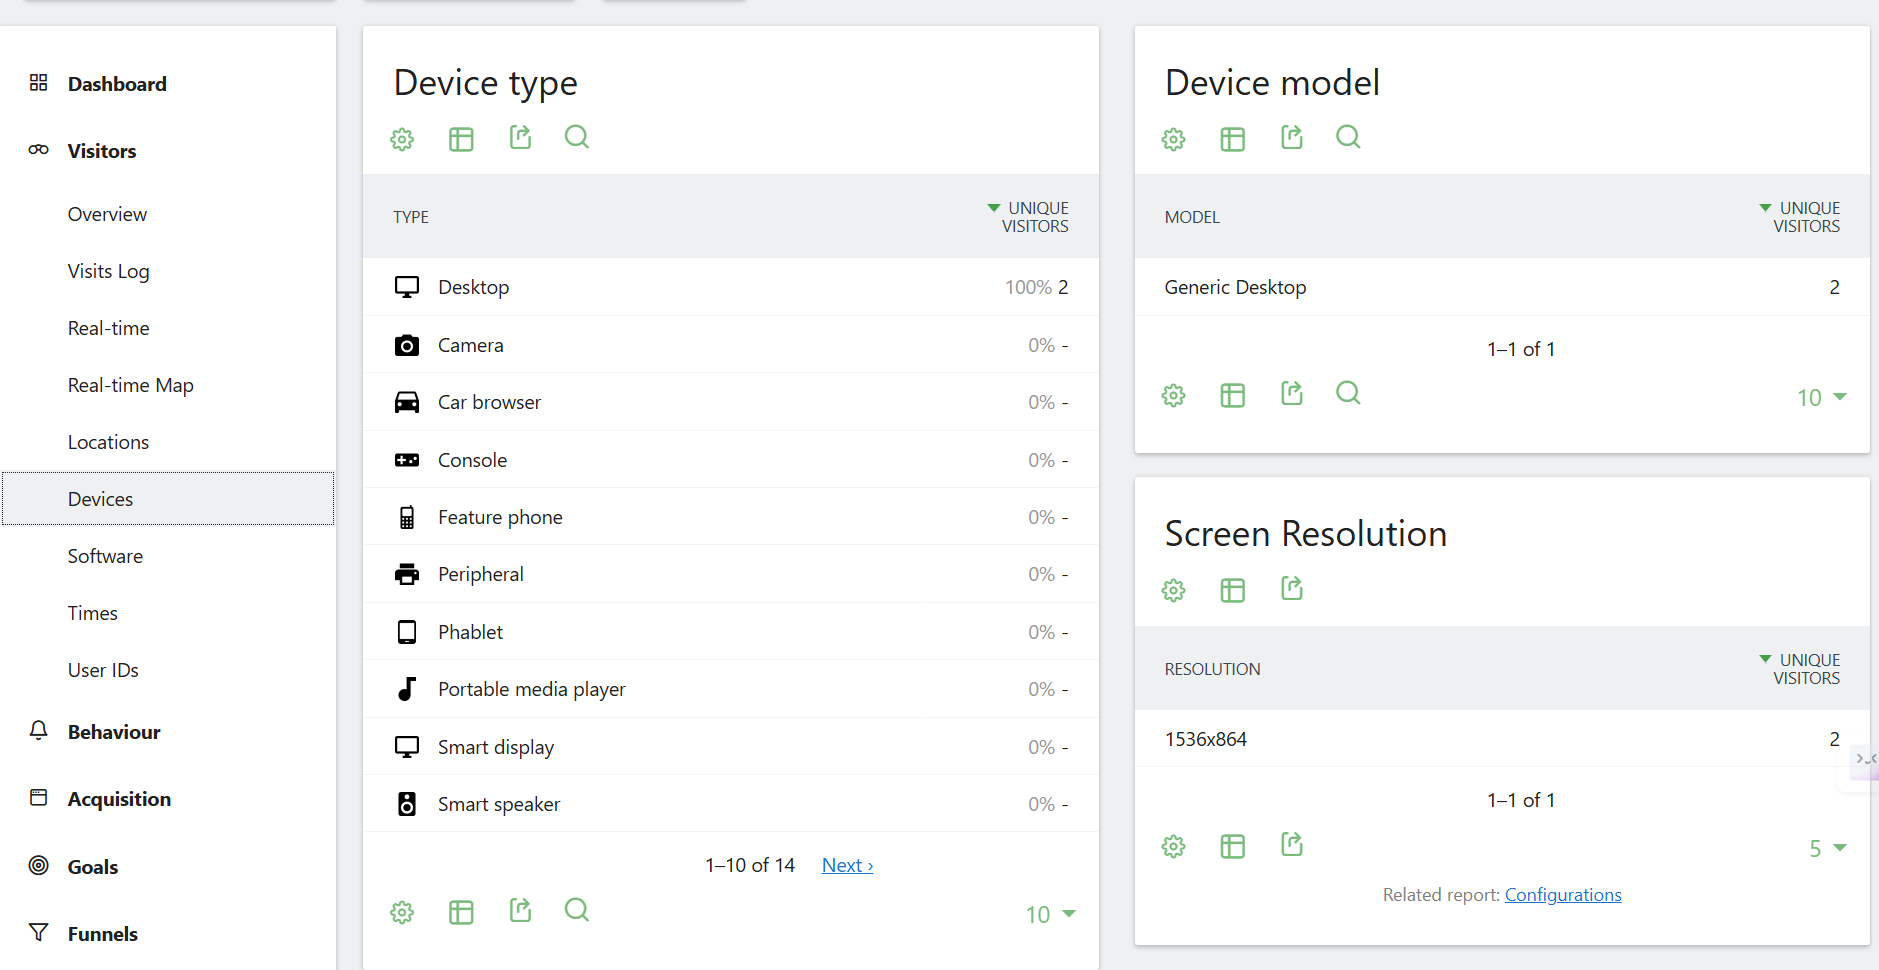 Dashboard
Visitors
Overview
Visits Log
Real-time
Real-time Map
Locations
Devices
Software
Times
User IDs
Behaviour
Acquisition
Goals
Funnels
Device type
TYPE
UNIQUE
VISITORS
Desktop 100% 2
Camera 0% -
Car browser 0% -
Console 0% -
Feature phone 0% -
Peripheral 0% -
Phablet 0% -
Portable media player 0% -
Smart display 0% -
Smart speaker 0% -
1–10 of 14 Next ›
10
Device model
MODEL
UNIQUE
VISITORS
Generic Desktop 2
1–1 of 1
10
Screen Resolution
RESOLUTION
UNIQUE
VISITORS
1536x864 2
1–1 of 1
5
Related report: Configurations